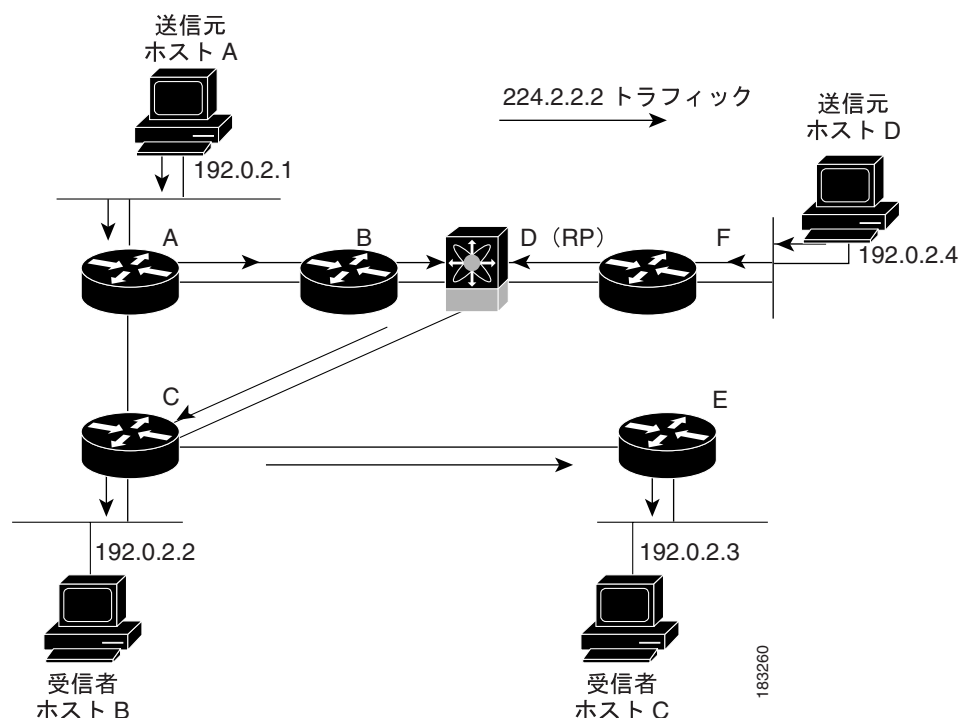 送信元
ホスト A
224.2.2.2 トラフィック
送信元
ホスト D
192.0.2.1
A
B
D（RP）
F
192.0.2.4
C
E
192.0.2.2
192.0.2.3
受信者
ホスト B
受信者
ホスト C
183260